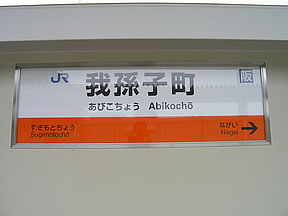 JR
阪
我孫子町
あびこちょう Abikochō
すぎもとちょう
Sugimotochō
ながい
Nagai
→